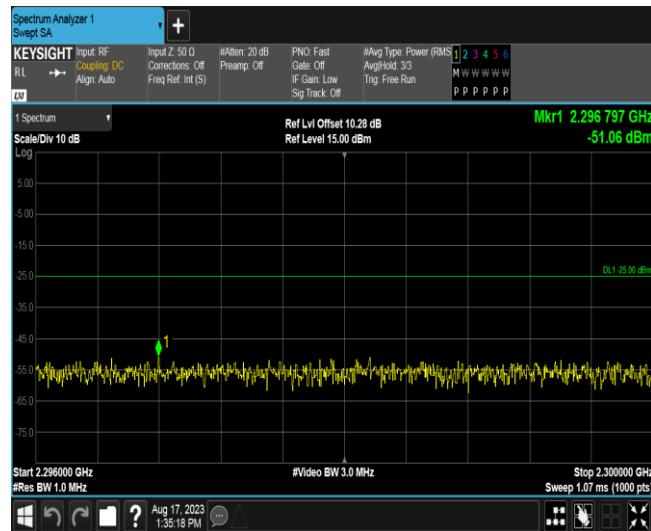 Spectrum Analyzer 1
Swept SA
+
KEYSIGHT
RL
LXI
Input: RF
Coupling: DC
Align: Auto
Input Z: 50 Ω
Corrections: Off
Freq Ref: Int (S)
#Atten: 20 dB
Preamp: Off
PNO: Fast
Gate: Off
IF Gain: Low
Sig Track: Off
#Avg Type: Power (RMS
Avg|Hold: 3/3
Trig: Free Run
1 2 3 4 5 6
M W W W W W
P P P P P P
1 Spectrum
Scale/Div 10 dB
Log
Ref Lvl Offset 10.28 dB
Ref Level 15.00 dBm
Mkr1 2.296 797 GHz
-51.06 dBm
5.00
-5.00
-15.0
-25.0
DL1 -25.00 dBm
-35.0
-45.0
1
-55.0
-65.0
-75.0
Start 2.296000 GHz
#Video BW 3.0 MHz
Stop 2.300000 GHz
#Res BW 1.0 MHz
Sweep 1.07 ms (1000 pts
?
Aug 17, 2023
1:35:18 PM